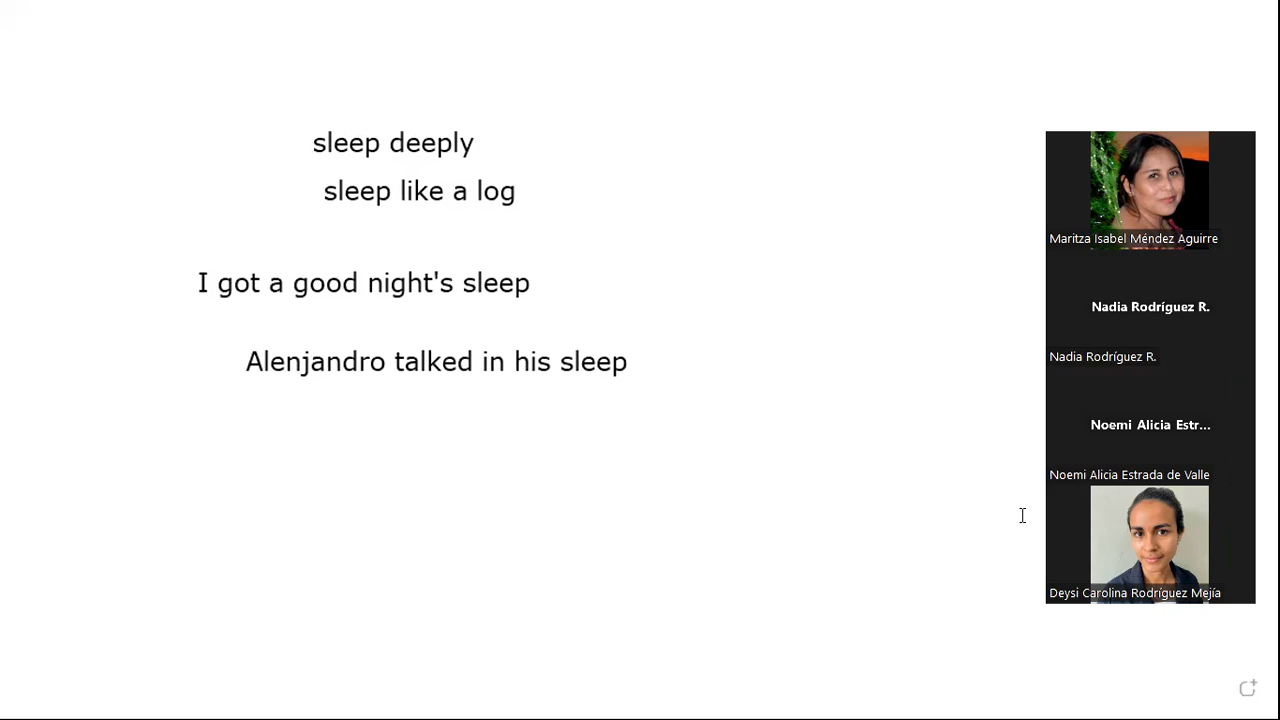 sleep deeply
sleep like a log
I got a good night's sleep
Alenjandro talked in his sleep
Maritza Isabel Méndez Aguirre
Nadia Rodríguez R.
Nadia Rodríguez R.
Noemi Alicia Estr...
Noemi Alicia Estrada de Valle
Deysi Carolina Rodríguez Mejía